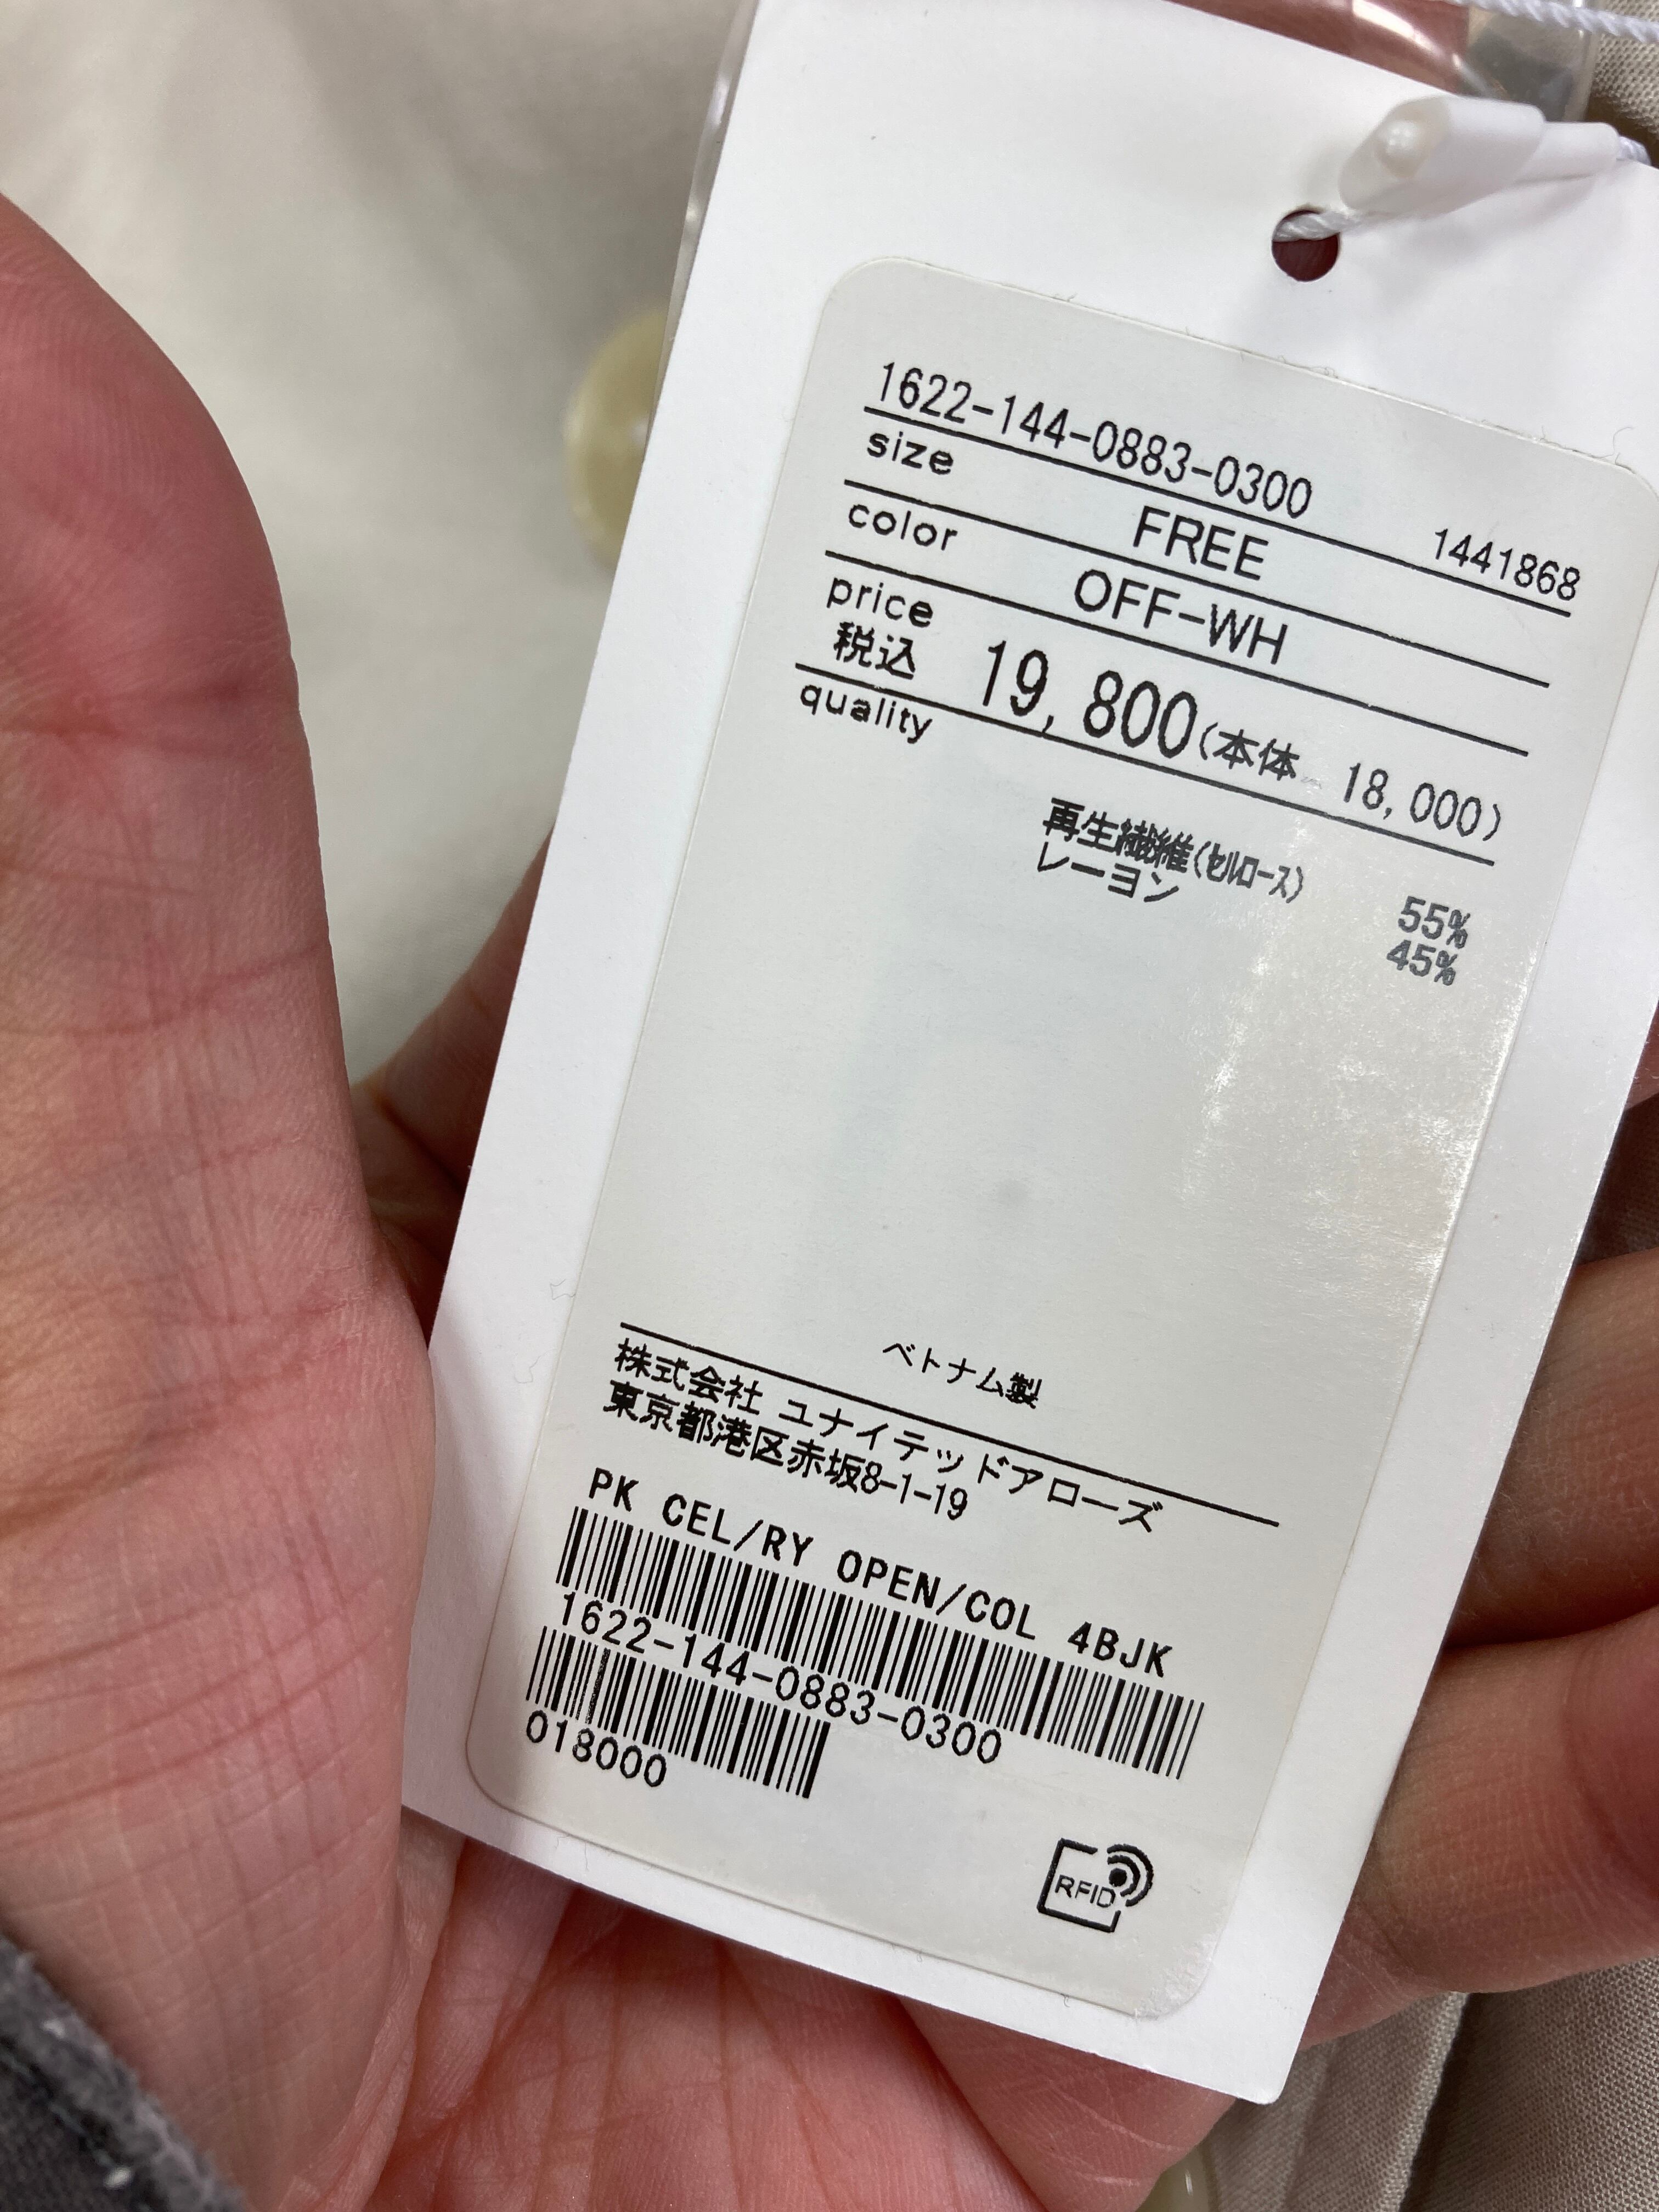 1622-144-0883-0300
size FREE 1441868
color OFF-WH
price
税込 19,800(本体 18,000)
quality
再生繊維(セルロース) 55%
レーヨン 45%
ベトナム製
株式会社 ユナイテッドアローズ
東京都港区赤坂8-1-19
PK CEL/RY OPEN/COL 4BJK
1622-144-0883-0300
018000
RFID